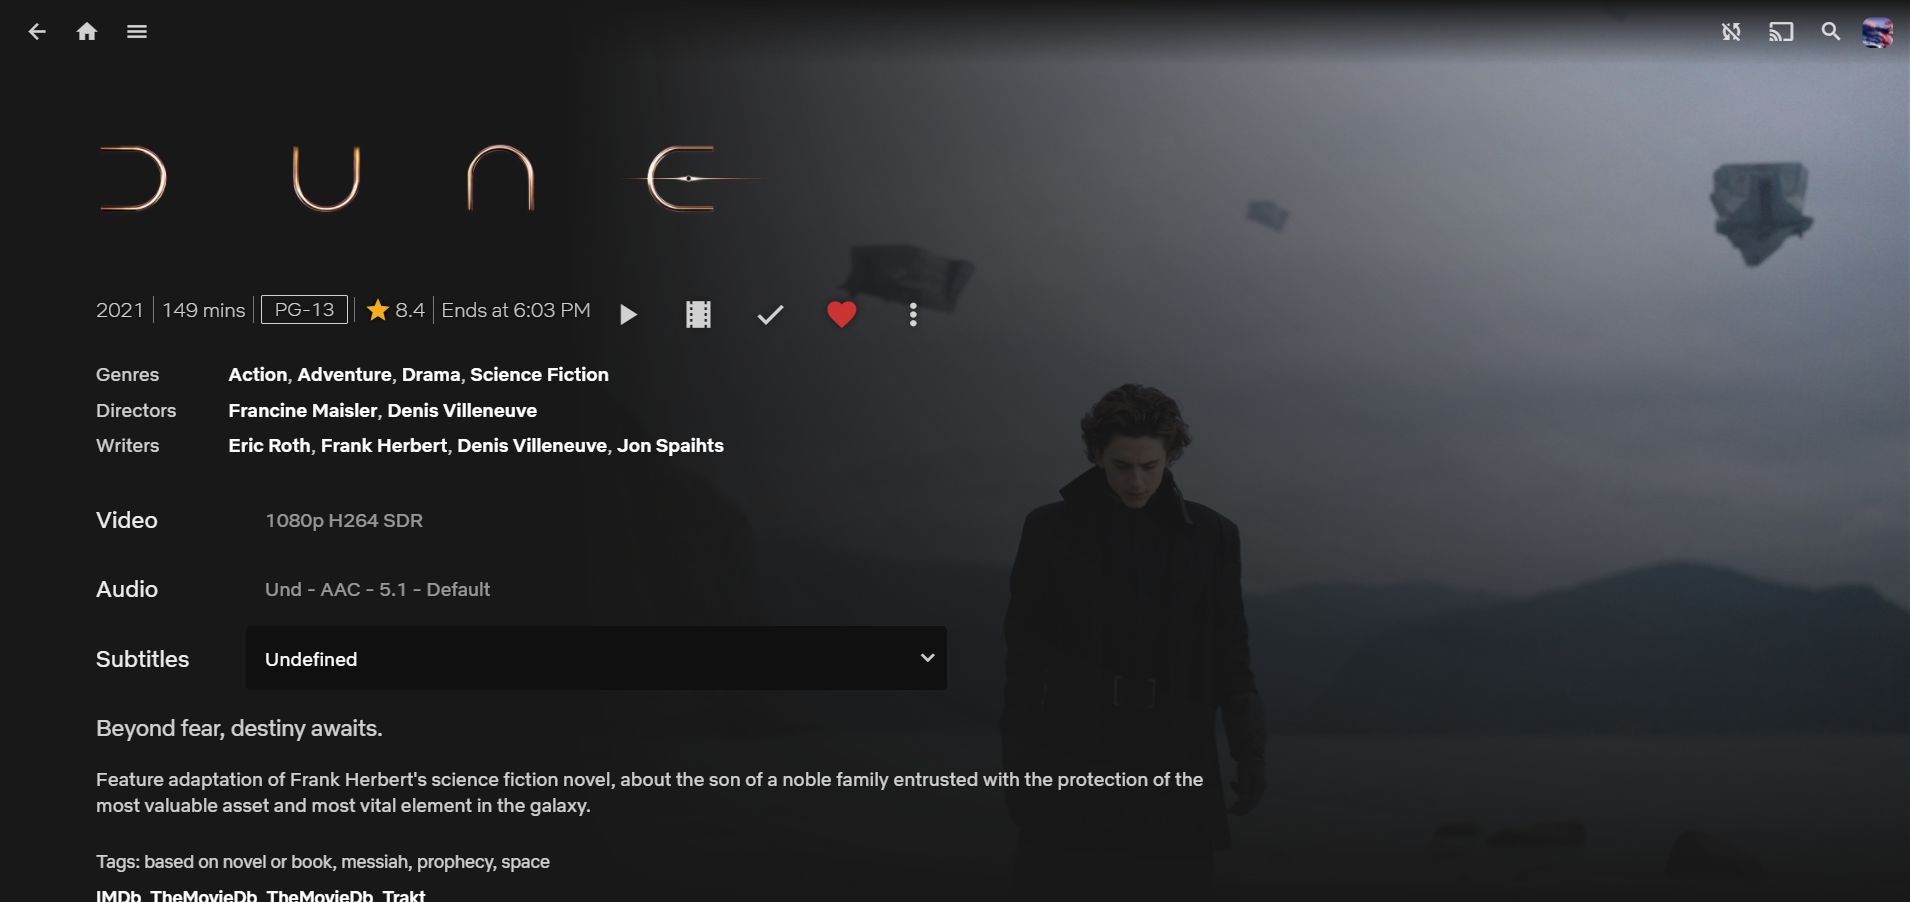 DUNE
2021 149 mins PG-13 8.4 Ends at 6:03 PM
Genres Action, Adventure, Drama, Science Fiction
Directors Francine Maisler, Denis Villeneuve
Writers Eric Roth, Frank Herbert, Denis Villeneuve, Jon Spaihts
Video 1080p H264 SDR
Audio Und - AAC - 5.1 - Default
Subtitles Undefined
Beyond fear, destiny awaits.
Feature adaptation of Frank Herbert's science fiction novel, about the son of a noble family entrusted with the protection of the
most valuable asset and most vital element in the galaxy.
Tags: based on novel or book, messiah, prophecy, space
IMDb, TheMovieDb, TheMovieDb, Trakt